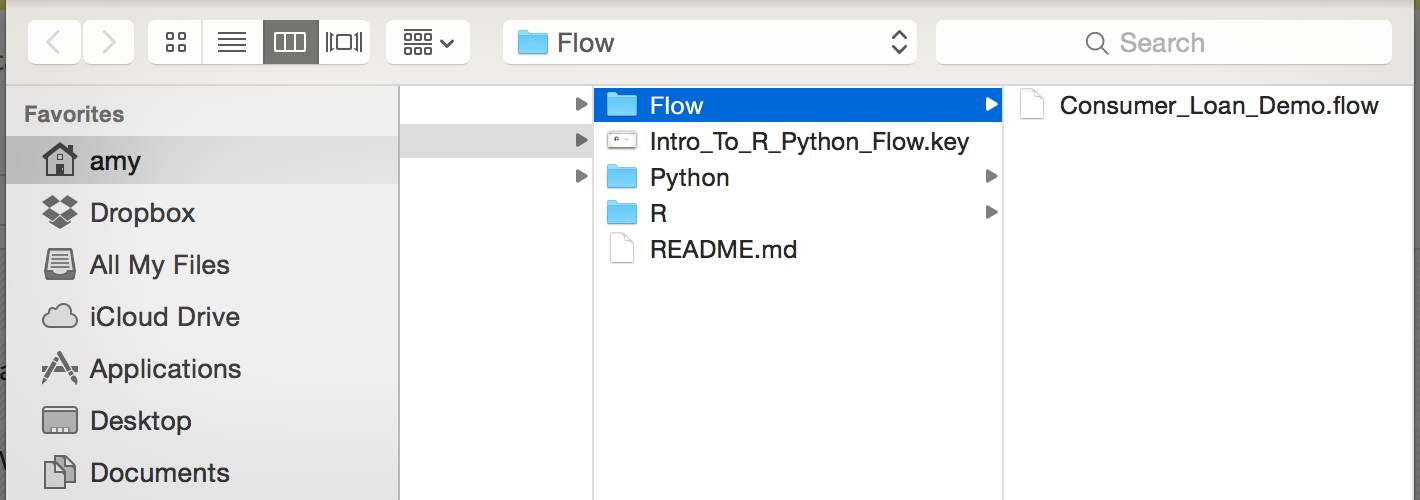 Flow
Search
Favorites
amy
Dropbox
All My Files
iCloud Drive
Applications
Desktop
Documents
Flow
Intro_To_R_Python_Flow.key
Python
R
README.md
Consumer_Loan_Demo.flow